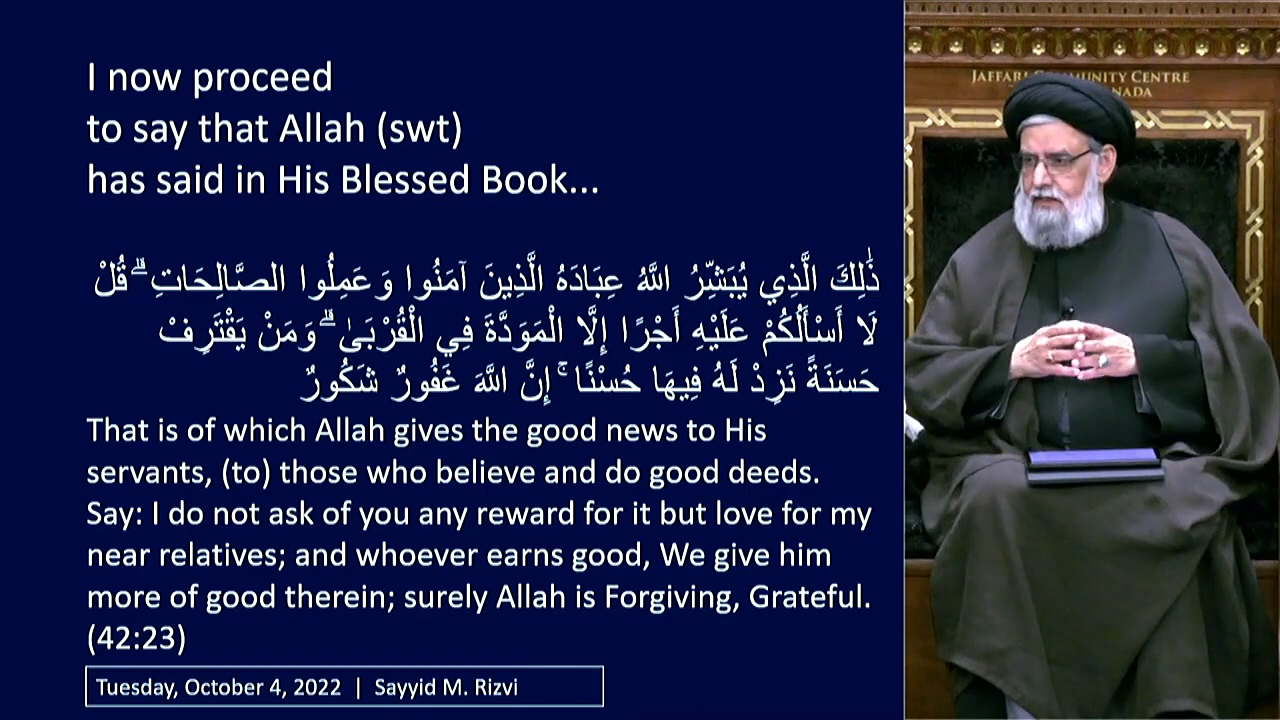 I now proceed
to say that Allah (swt)
has said in His Blessed Book...
ذَٰلِكَ الَّذِي يُبَشِّرُ اللَّهُ عِبَادَهُ الَّذِينَ آمَنُوا وَعَمِلُوا الصَّالِحَاتِ ۗ قُلْ
لَا أَسْأَلُكُمْ عَلَيْهِ أَجْرًا إِلَّا الْمَوَدَّةَ فِي الْقُرْبَىٰ ۗ وَمَنْ يَقْتَرِفْ
حَسَنَةً نَزِدْ لَهُ فِيهَا حُسْنًا ۚ إِنَّ اللَّهَ غَفُورٌ شَكُورٌ
That is of which Allah gives the good news to His
servants, (to) those who believe and do good deeds.
Say: I do not ask of you any reward for it but love for my
near relatives; and whoever earns good, We give him
more of good therein; surely Allah is Forgiving, Grateful.
(42:23)
Tuesday, October 4, 2022 | Sayyid M. Rizvi
JAFFARI CENTRE